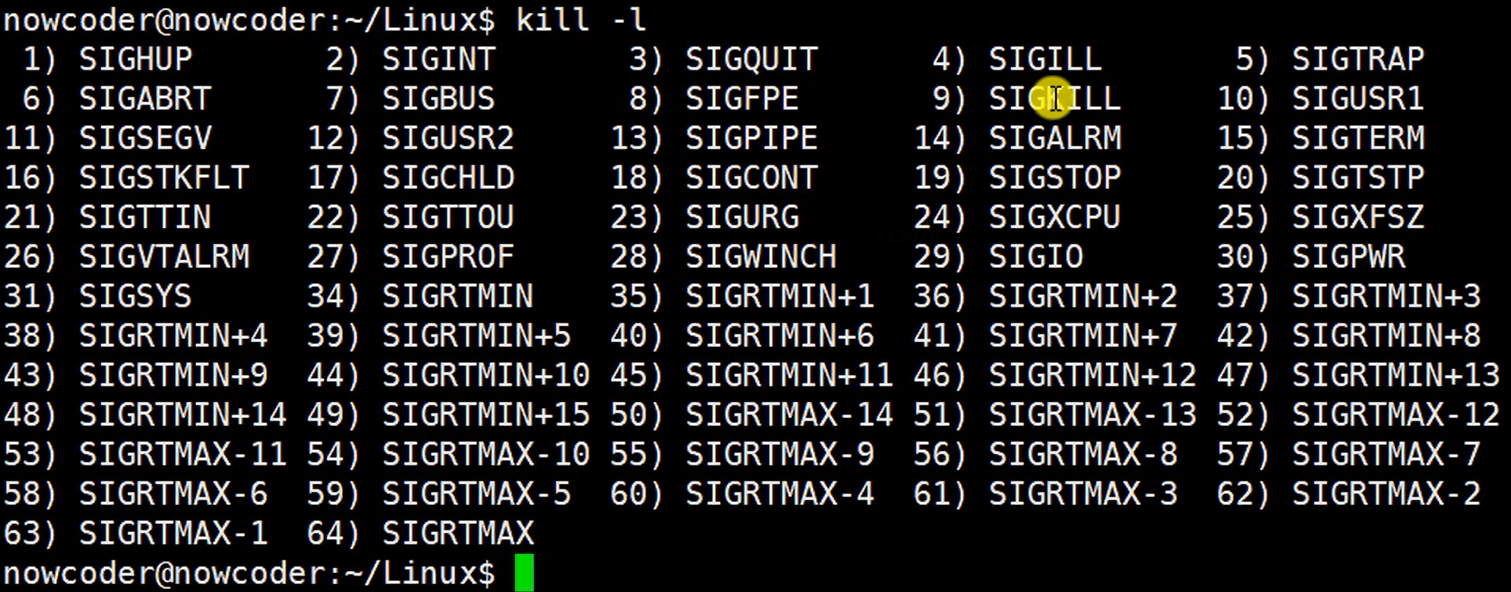 nowcoder@nowcoder:~/Linux$ kill -l
 1) SIGHUP       2) SIGINT       3) SIGQUIT      4) SIGILL       5) SIGTRAP
 6) SIGABRT      7) SIGBUS       8) SIGFPE       9) SIGKILL     10) SIGUSR1
11) SIGSEGV     12) SIGUSR2     13) SIGPIPE     14) SIGALRM     15) SIGTERM
16) SIGSTKFLT   17) SIGCHLD     18) SIGCONT     19) SIGSTOP     20) SIGTSTP
21) SIGTTIN     22) SIGTTOU     23) SIGURG      24) SIGXCPU     25) SIGXFSZ
26) SIGVTALRM   27) SIGPROF     28) SIGWINCH    29) SIGIO       30) SIGPWR
31) SIGSYS      34) SIGRTMIN    35) SIGRTMIN+1  36) SIGRTMIN+2  37) SIGRTMIN+3
38) SIGRTMIN+4  39) SIGRTMIN+5  40) SIGRTMIN+6  41) SIGRTMIN+7  42) SIGRTMIN+8
43) SIGRTMIN+9  44) SIGRTMIN+10 45) SIGRTMIN+11 46) SIGRTMIN+12 47) SIGRTMIN+13
48) SIGRTMIN+14 49) SIGRTMIN+15 50) SIGRTMAX-14 51) SIGRTMAX-13 52) SIGRTMAX-12
53) SIGRTMAX-11 54) SIGRTMAX-10 55) SIGRTMAX-9  56) SIGRTMAX-8  57) SIGRTMAX-7
58) SIGRTMAX-6  59) SIGRTMAX-5  60) SIGRTMAX-4  61) SIGRTMAX-3  62) SIGRTMAX-2
63) SIGRTMAX-1  64) SIGRTMAX
nowcoder@nowcoder:~/Linux$